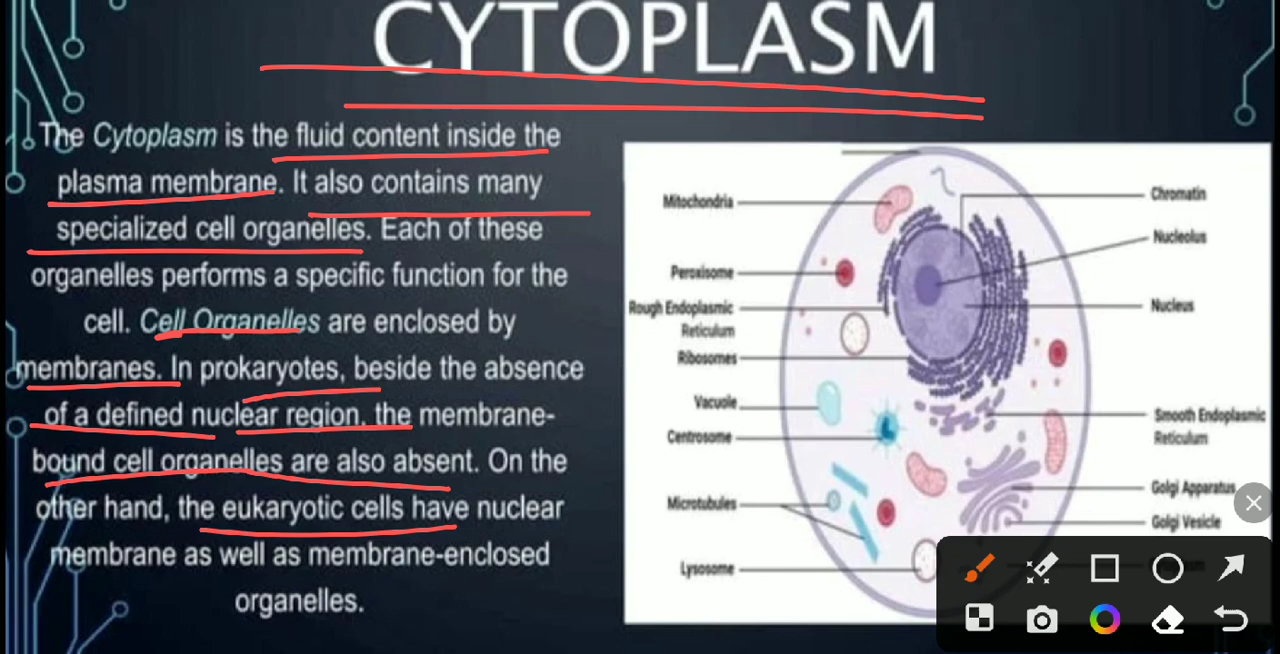 CYTOPLASM
The Cytoplasm is the fluid content inside the
plasma membrane. It also contains many
specialized cell organelles. Each of these
organelles performs a specific function for the
cell. Cell Organelles are enclosed by
membranes. In prokaryotes, beside the absence
of a defined nuclear region, the membrane-
bound cell organelles are also absent. On the
other hand, the eukaryotic cells have nuclear
membrane as well as membrane-enclosed
organelles.
Mitochondria
Peroxisome
Rough Endoplasmic
Reticulum
Ribosomes
Vacuole
Centrosome
Microtubules
Lysosome
Chromatin
Nucleolus
Nucleus
Smooth Endoplasmic
Reticulum
Golgi Apparatus
Golgi Vesicle